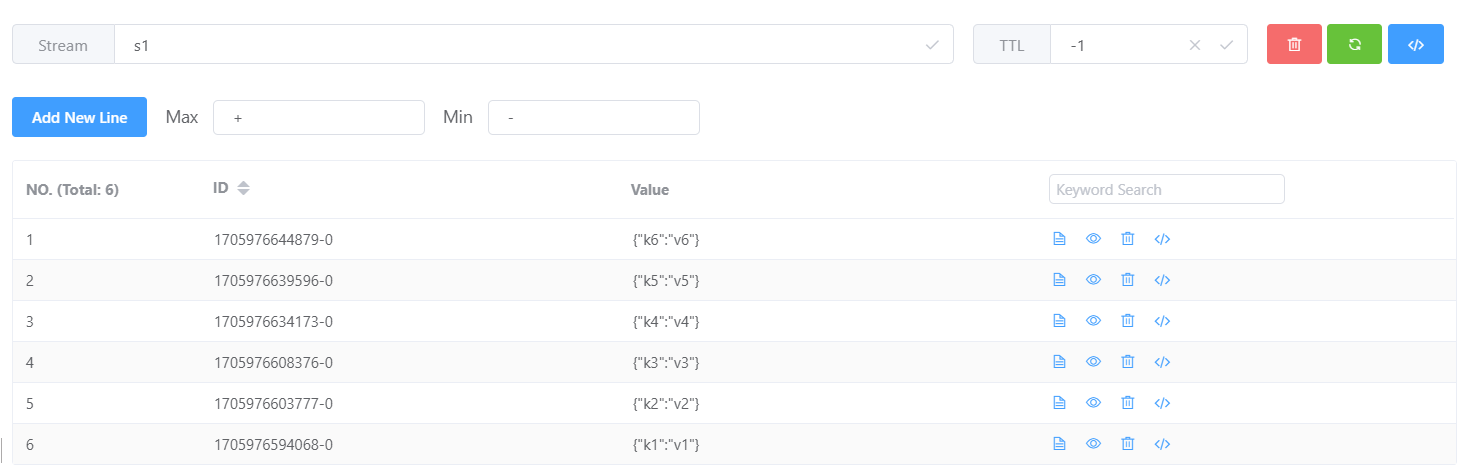 Stream s1 TTL -1
Add New Line Max + Min -
NO. (Total: 6) ID Value Keyword Search
1 1705976644879-0 {"k6":"v6"}
2 1705976639596-0 {"k5":"v5"}
3 1705976634173-0 {"k4":"v4"}
4 1705976608376-0 {"k3":"v3"}
5 1705976603777-0 {"k2":"v2"}
6 1705976594068-0 {"k1":"v1"}